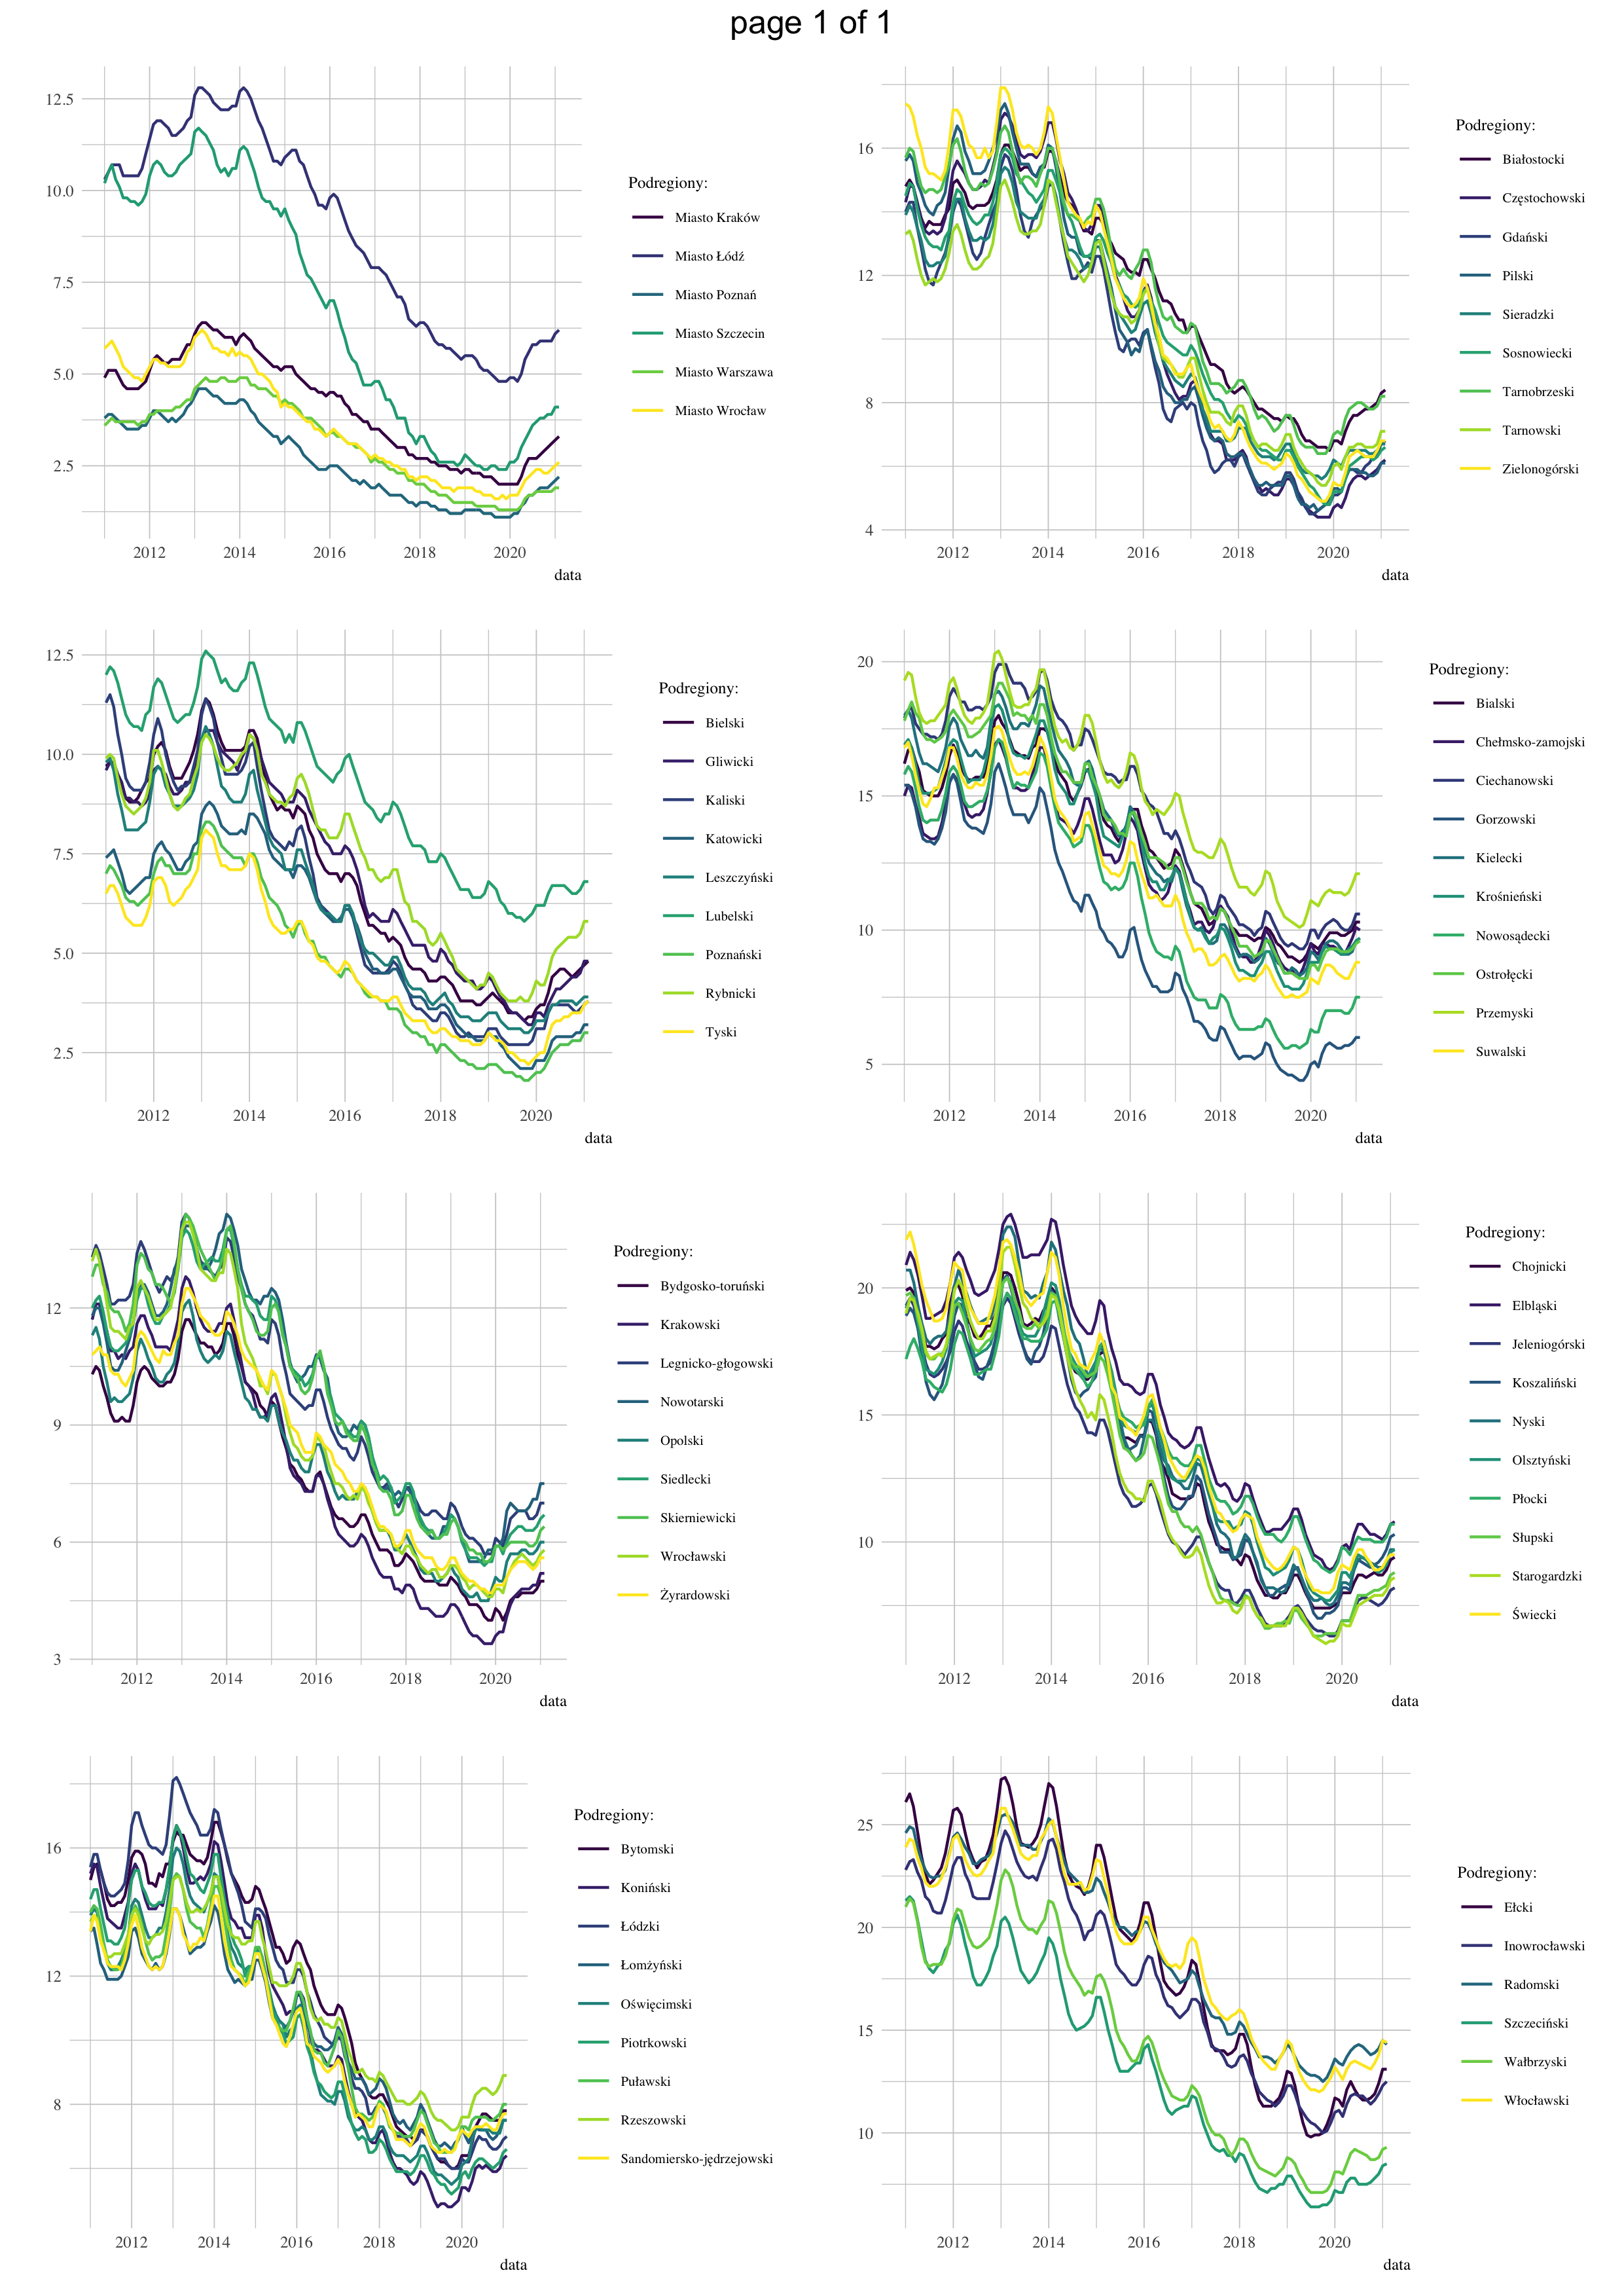 page 1 of 1
12.5
10.0
7.5
5.0
2.5
2012 2014 2016 2018 2020
data
Podregiony:
Miasto Kraków
Miasto Łódź
Miasto Poznań
Miasto Szczecin
Miasto Warszawa
Miasto Wrocław
16
12
8
4
2012 2014 2016 2018 2020
data
Podregiony:
Białostocki
Częstochowski
Gdański
Pilski
Sieradzki
Sosnowiecki
Tarnobrzeski
Tarnowski
Zielonogórski
12.5
10.0
7.5
5.0
2.5
2012 2014 2016 2018 2020
data
Podregiony:
Bielski
Gliwicki
Kaliski
Katowicki
Leszczyński
Lubelski
Poznański
Rybnicki
Tyski
20
15
10
5
2012 2014 2016 2018 2020
data
Podregiony:
Bialski
Chełmsko-zamojski
Ciechanowski
Gorzowski
Kielecki
Krośnieński
Nowosądecki
Ostrołęcki
Przemyski
Suwalski
12
9
6
3
2012 2014 2016 2018 2020
data
Podregiony:
Bydgosko-toruński
Krakowski
Legnicko-głogowski
Nowotarski
Opolski
Siedlecki
Skierniewicki
Wrocławski
Żyrardowski
20
15
10
2012 2014 2016 2018 2020
data
Podregiony:
Chojnicki
Elbląski
Jeleniogórski
Koszaliński
Nyski
Olsztyński
Płocki
Słupski
Starogardzki
Świecki
16
12
8
2012 2014 2016 2018 2020
data
Podregiony:
Bytomski
Koniński
Łódzki
Łomżyński
Oświęcimski
Piotrkowski
Puławski
Rzeszowski
Sandomiersko-jędrzejowski
25
20
15
10
2012 2014 2016 2018 2020
data
Podregiony:
Ełcki
Inowrocławski
Radomski
Szczeciński
Wałbrzyski
Włocławski